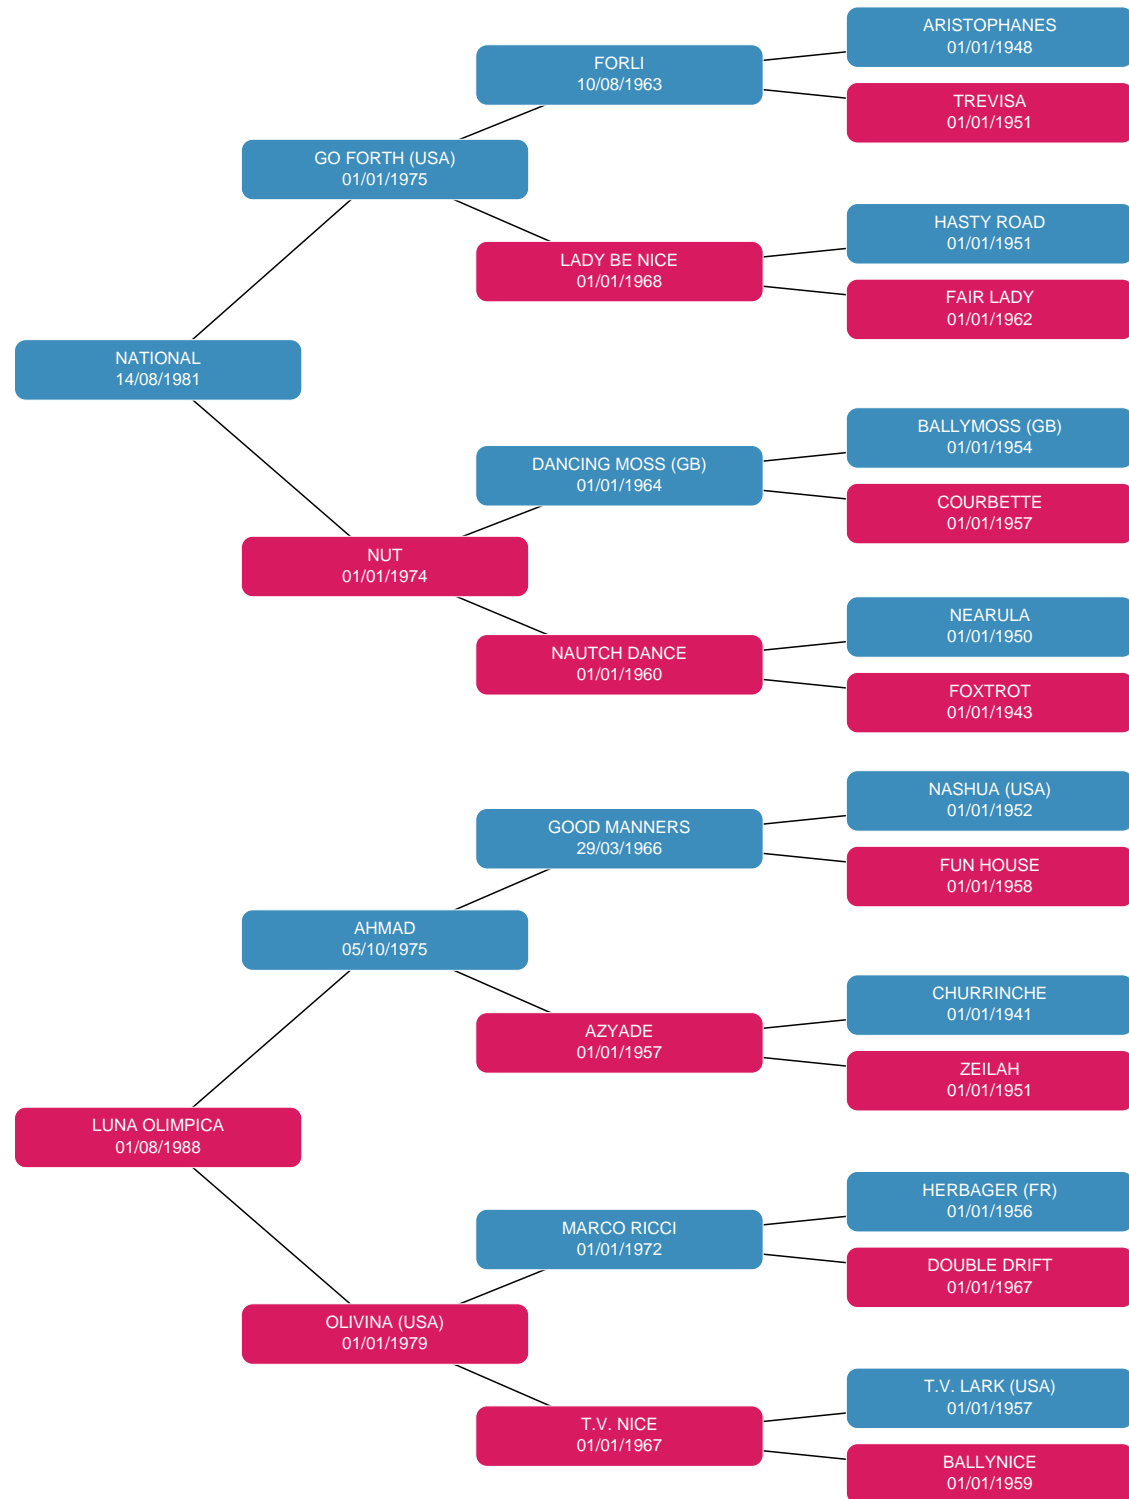 ARISTOPHANES
01/01/1948
FORLI
10/08/1963
TREVISA
01/01/1951
GO FORTH (USA)
01/01/1975
HASTY ROAD
01/01/1951
LADY BE NICE
01/01/1968
FAIR LADY
01/01/1962
NATIONAL
14/08/1981
BALLYMOSS (GB)
01/01/1954
DANCING MOSS (GB)
01/01/1964
COURBETTE
01/01/1957
NUT
01/01/1974
NEARULA
01/01/1950
NAUTCH DANCE
01/01/1960
FOXTROT
01/01/1943
NASHUA (USA)
01/01/1952
GOOD MANNERS
29/03/1966
FUN HOUSE
01/01/1958
AHMAD
05/10/1975
CHURRINCHE
01/01/1941
AZYADE
01/01/1957
ZEILAH
01/01/1951
LUNA OLIMPICA
01/08/1988
HERBAGER (FR)
01/01/1956
MARCO RICCI
01/01/1972
DOUBLE DRIFT
01/01/1967
OLIVINA (USA)
01/01/1979
T.V. LARK (USA)
01/01/1957
T.V. NICE
01/01/1967
BALLYNICE
01/01/1959